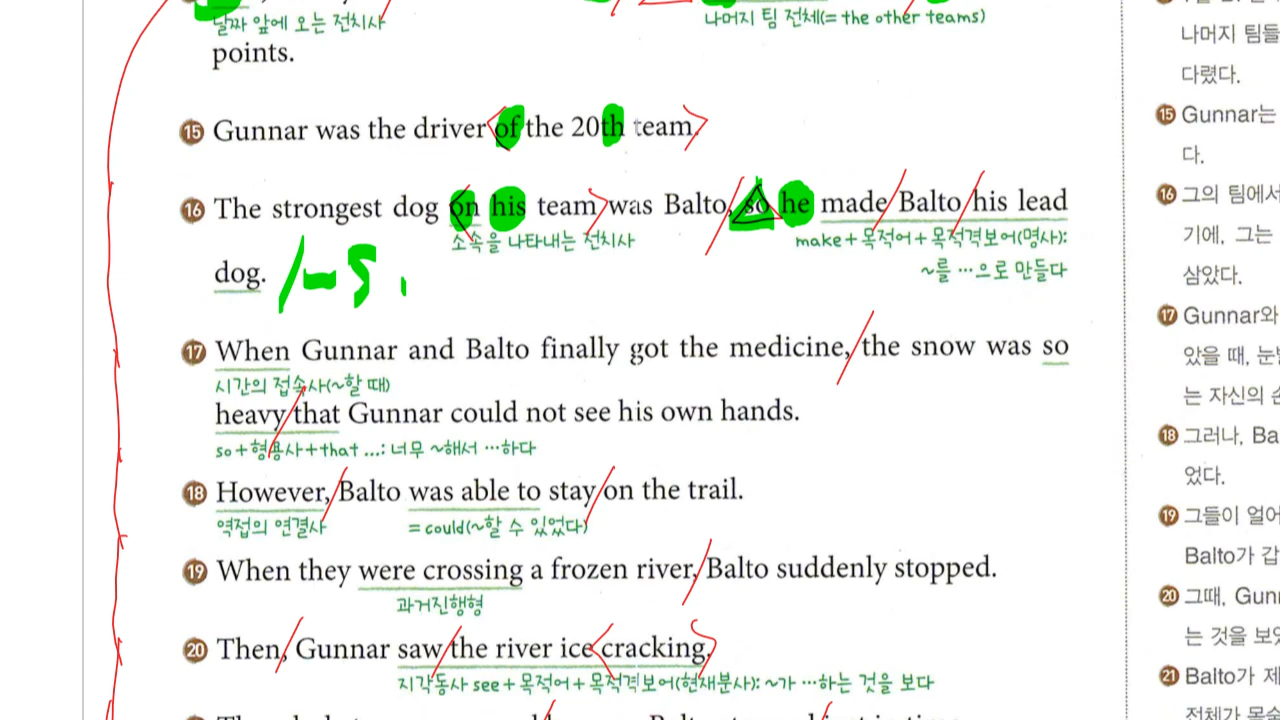 날짜 앞에 오는 전치사
나머지 팀 전체(= the other teams)
points.
⑮ Gunnar was the driver of the 20th team.
⑯ The strongest dog on his team was Balto, so he made Balto his lead
소속을 나타내는 전치사
make+목적어+목적격보어(명사):
dog.
~를 …으로 만들다
⑰ When Gunnar and Balto finally got the medicine, the snow was so
시간의 접속사(~할 때)
heavy that Gunnar could not see his own hands.
so+형용사+that …: 너무 ~해서 …하다
⑱ However, Balto was able to stay on the trail.
역접의 연결사
= could(~할 수 있었다)
⑲ When they were crossing a frozen river, Balto suddenly stopped.
과거진행형
⑳ Then, Gunnar saw the river ice cracking.
지각동사 see+목적어+목적격보어(현재분사): ~가 …하는 것을 보다
나머지 팀들
다렸다.
⑮ Gunnar는
다.
⑯ 그의 팀에서
기에, 그는
삼았다.
⑰ Gunnar와
았을 때, 눈
는 자신의
⑱ 그러나, Ba
었다.
⑲ 그들이 얼어
Balto가 갑
⑳ 그때, Gun
는 것을 보았
㉑ Balto가 제